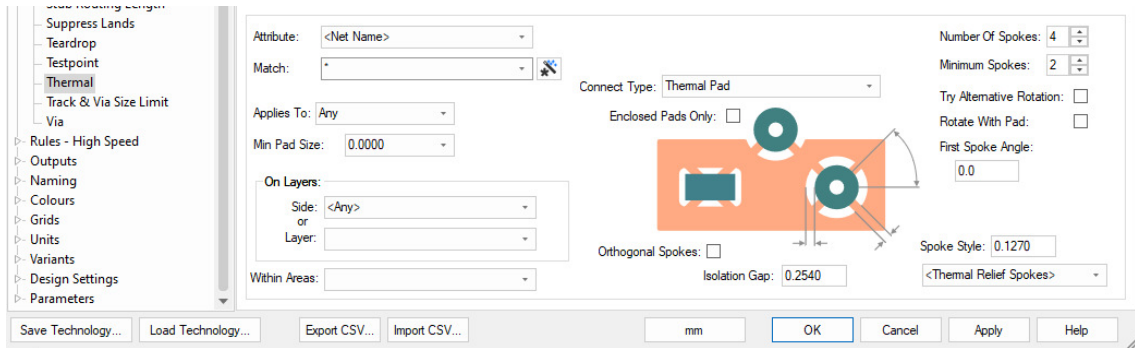 Stub Routing Length
Suppress Lands
Teardrop
Testpoint
Thermal
Track & Via Size Limit
Via
Rules - High Speed
Outputs
Naming
Colours
Grids
Units
Variants
Design Settings
Parameters
Attribute: <Net Name>
Match: *
Applies To: Any
Min Pad Size: 0.0000
On Layers:
Side: <Any>
or
Layer:
Within Areas:
Connect Type: Thermal Pad
Enclosed Pads Only:
Orthogonal Spokes:
Isolation Gap: 0.2540
Number Of Spokes: 4
Minimum Spokes: 2
Try Alternative Rotation:
Rotate With Pad:
First Spoke Angle:
0.0
Spoke Style: 0.1270
<Thermal Relief Spokes>
Save Technology... Load Technology... Export CSV... Import CSV... mm OK Cancel Apply Help